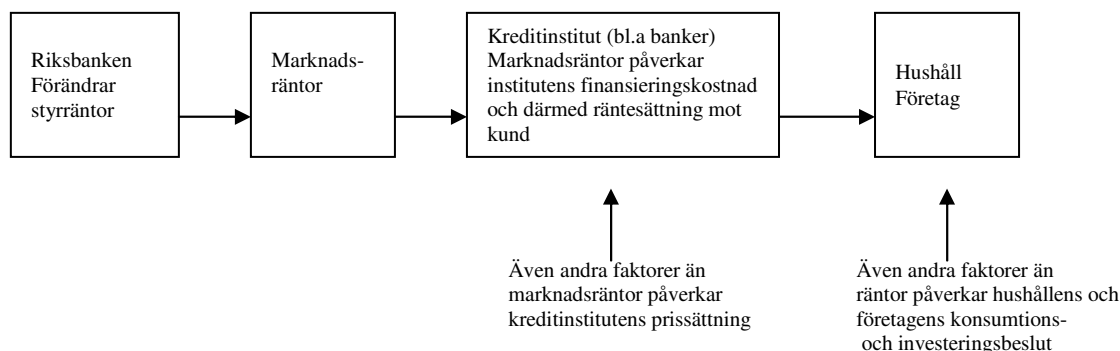 Riksbanken
Förändrar
styrräntor
Marknads-
räntor
Kreditinstitut (bl.a banker)
Marknadsräntor påverkar
institutens finansieringskostnad
och därmed räntesättning mot
kund
Hushåll
Företag
Även andra faktorer än
marknadsräntor påverkar
kreditinstitutens prissättning
Även andra faktorer än
räntor påverkar hushållens och
företagens konsumtions-
och investeringsbeslut